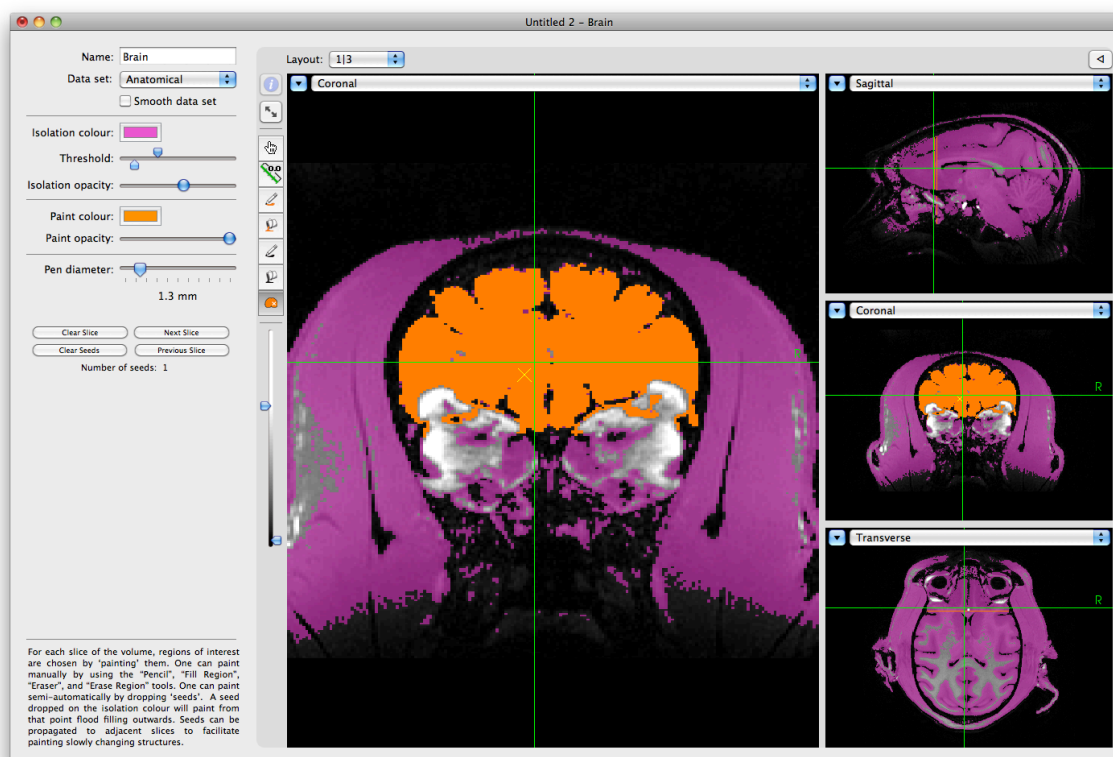 Untitled 2 – Brain
Name: Brain
Data set: Anatomical
Smooth data set
Isolation colour:
Threshold:
Isolation opacity:
Paint colour:
Paint opacity:
Pen diameter:
1.3 mm
Clear Slice Next Slice
Clear Seeds Previous Slice
Number of seeds: 1
For each slice of the volume, regions of interest
are chosen by 'painting' them. One can paint
manually by using the "Pencil", "Fill Region",
"Eraser", and "Erase Region" tools. One can paint
semi-automatically by dropping 'seeds'. A seed
dropped on the isolation colour will paint from
that point flood filling outwards. Seeds can be
propagated to adjacent slices to facilitate
painting slowly changing structures.
Layout: 1|3
Coronal
R
Sagittal
Coronal
R
Transverse
R